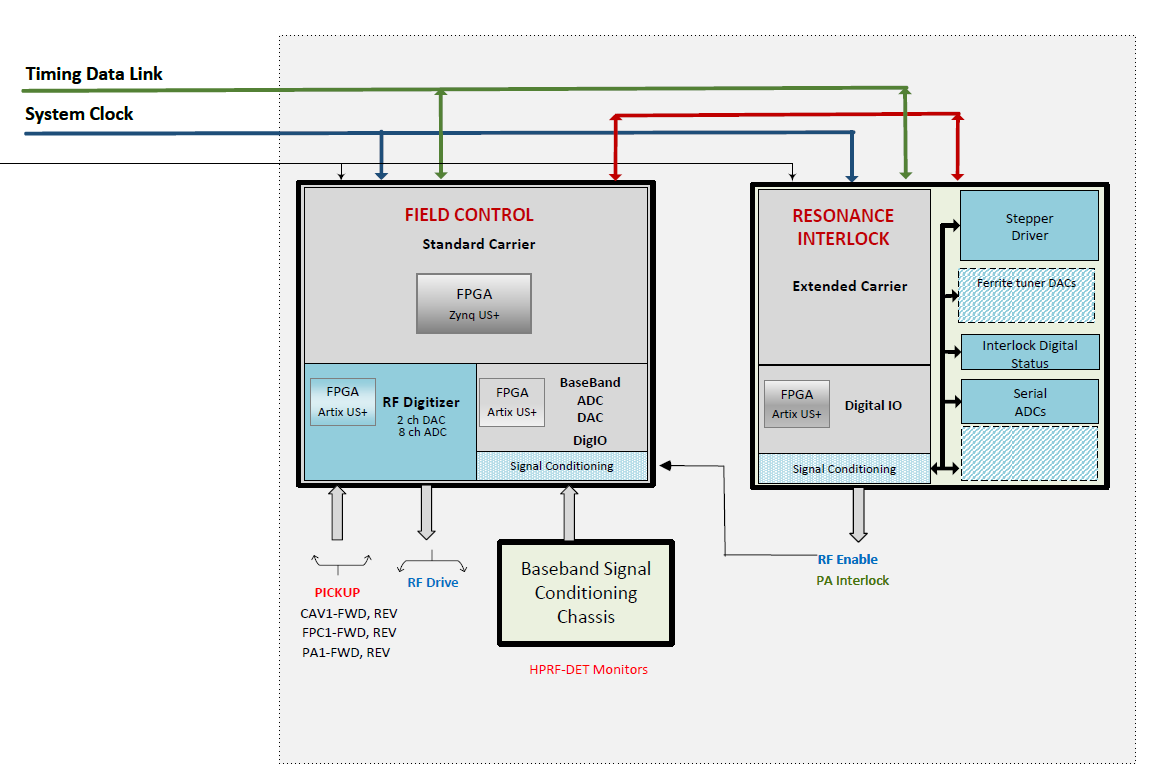 Timing Data Link
System Clock
FIELD CONTROL
Standard Carrier
FPGA
Zynq US+
FPGA
Artix US+
RF Digitizer
2 ch DAC
8 ch ADC
FPGA
Artix US+
BaseBand
ADC
DAC
DigIO
Signal Conditioning
RESONANCE
INTERLOCK
Extended Carrier
FPGA
Artix US+
Digital IO
Signal Conditioning
Stepper
Driver
Ferrite tuner DACs
Interlock Digital
Status
Serial
ADCs
PICKUP
CAV1-FWD, REV
FPC1-FWD, REV
PA1-FWD, REV
RF Drive
Baseband Signal
Conditioning
Chassis
HPRF-DET Monitors
RF Enable
PA Interlock